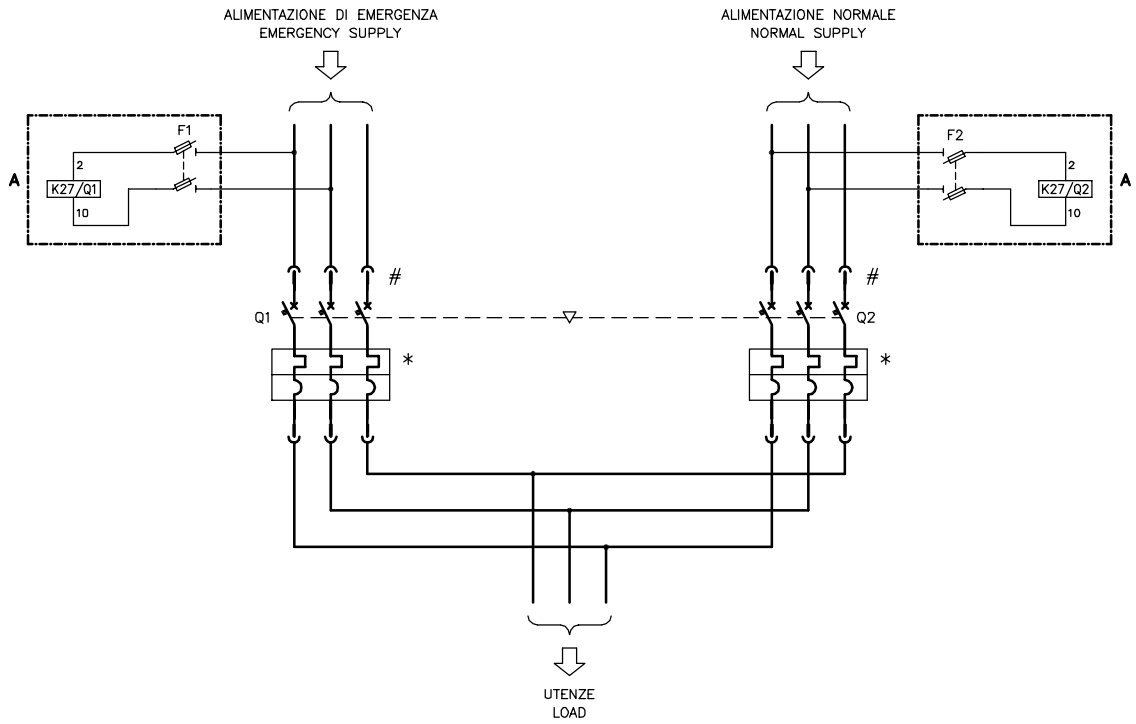 ALIMENTAZIONE DI EMERGENZA
EMERGENCY SUPPLY
ALIMENTAZIONE NORMALE
NORMAL SUPPLY
F1
2
K27/Q1
10
A
F2
2
K27/Q2
10
A
#
#
Q1
Q2
*
*
UTENZE
LOAD